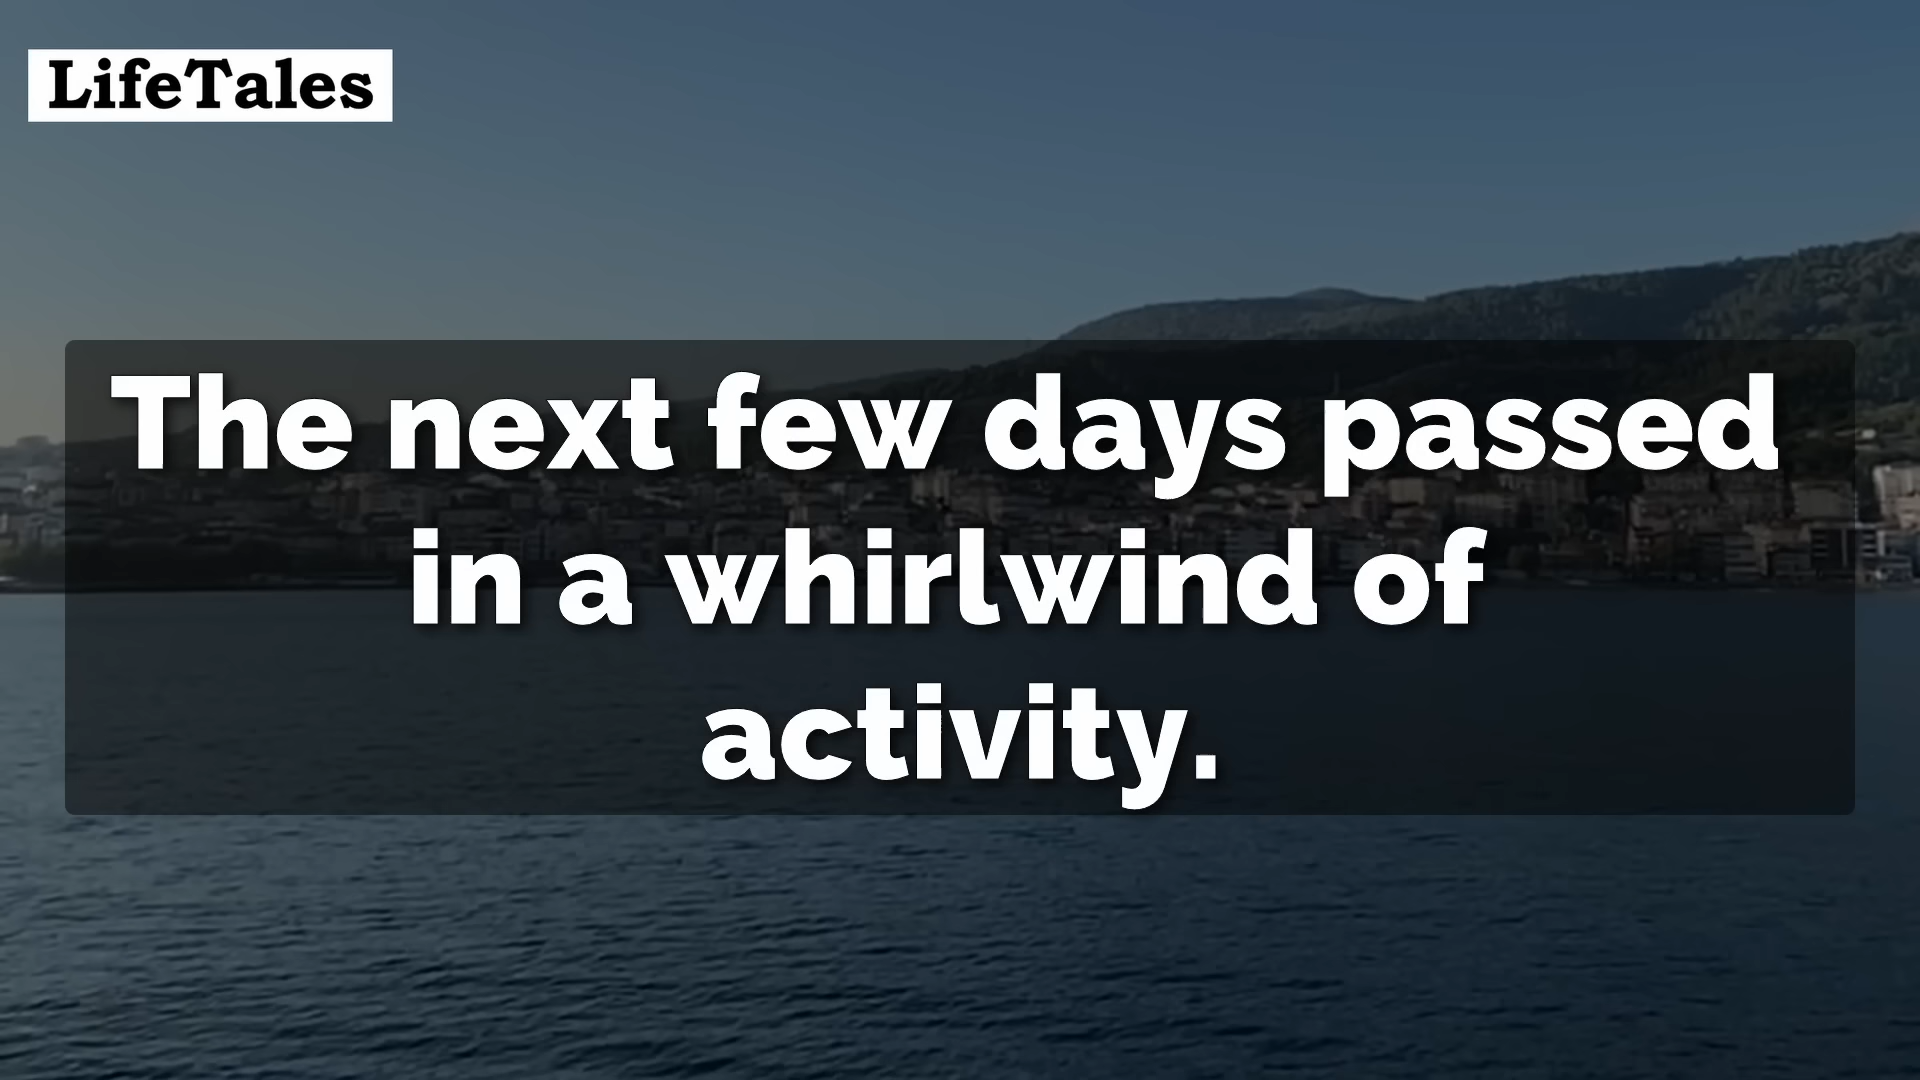 LifeTales
The next few days passed
in a whirlwind of
activity.